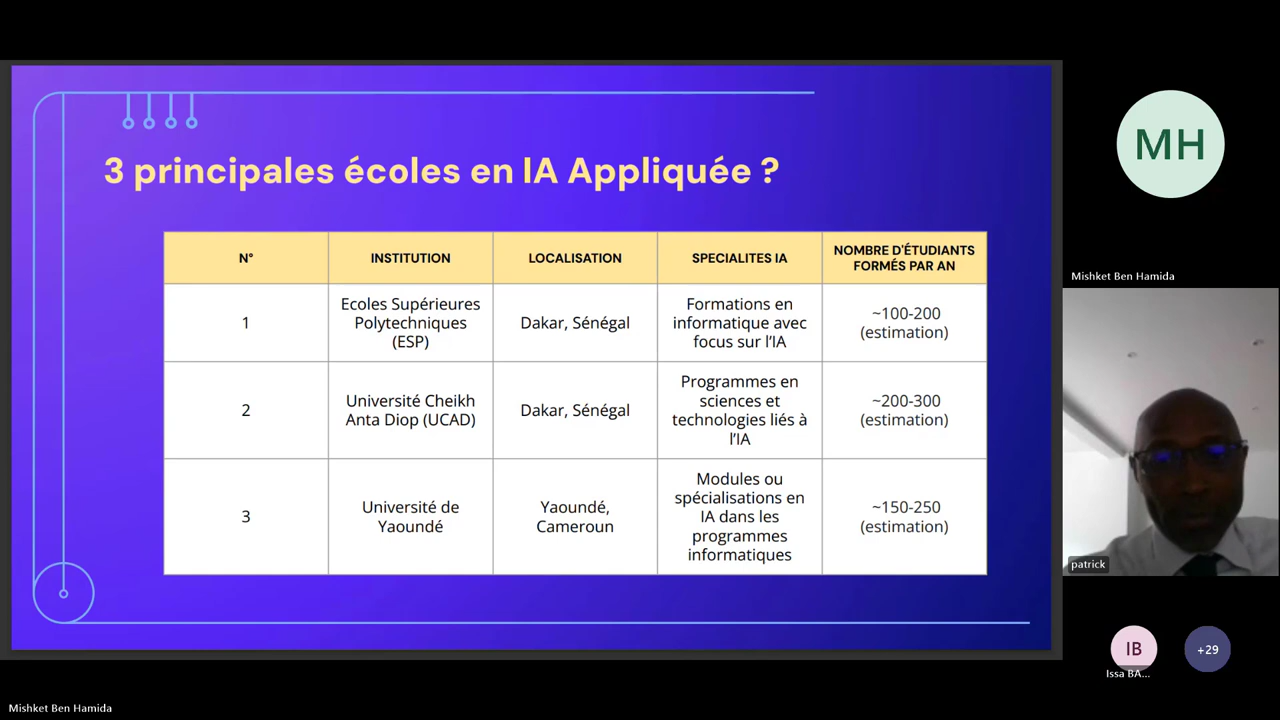 3 principales écoles en IA Appliquée ?
N°
INSTITUTION
LOCALISATION
SPECIALITES IA
NOMBRE D'ÉTUDIANTS
FORMÉS PAR AN
1
Ecoles Supérieures
Polytechniques
(ESP)
Dakar, Sénégal
Formations en
informatique avec
focus sur l’IA
~100-200
(estimation)
2
Université Cheikh
Anta Diop (UCAD)
Dakar, Sénégal
Programmes en
sciences et
technologies liés à
l’IA
~200-300
(estimation)
3
Université de
Yaoundé
Yaoundé,
Cameroun
Modules ou
spécialisations en
IA dans les
programmes
informatiques
~150-250
(estimation)
MH
Mishket Ben Hamida
patrick
IB
Issa BA...
+29
Mishket Ben Hamida